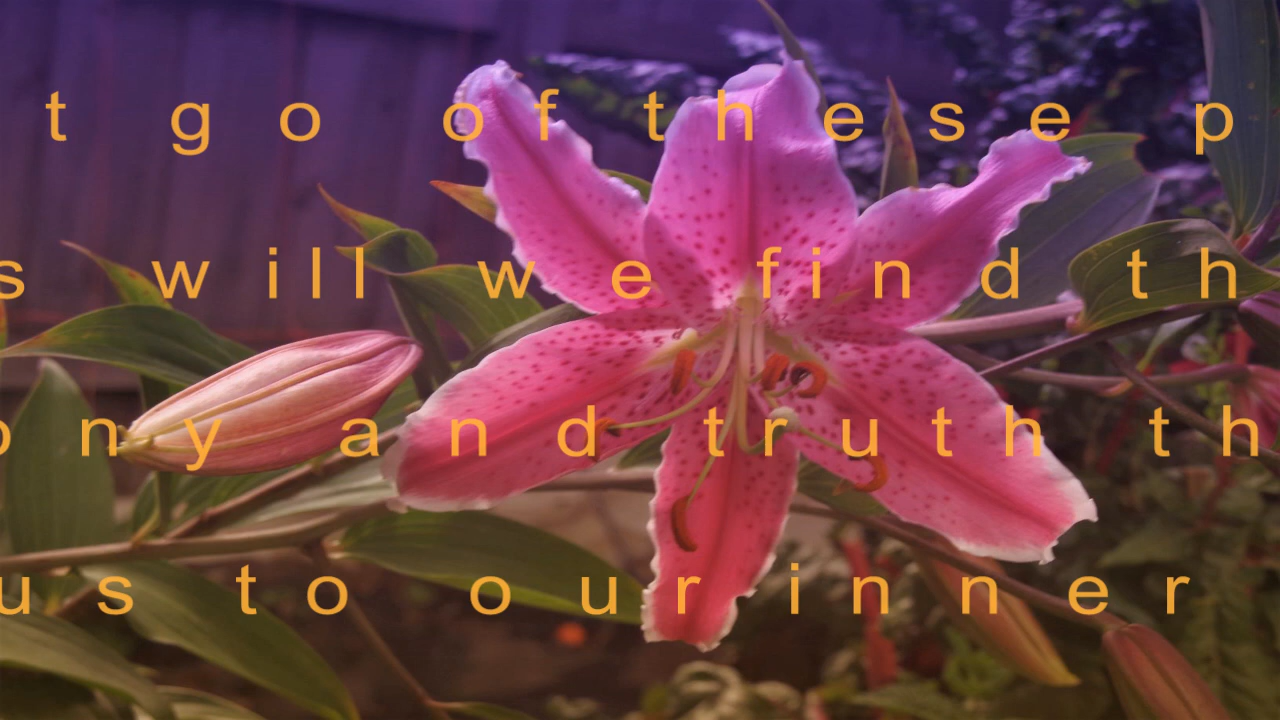 t go of these p
s will we find th
ony and truth th
us to our inner